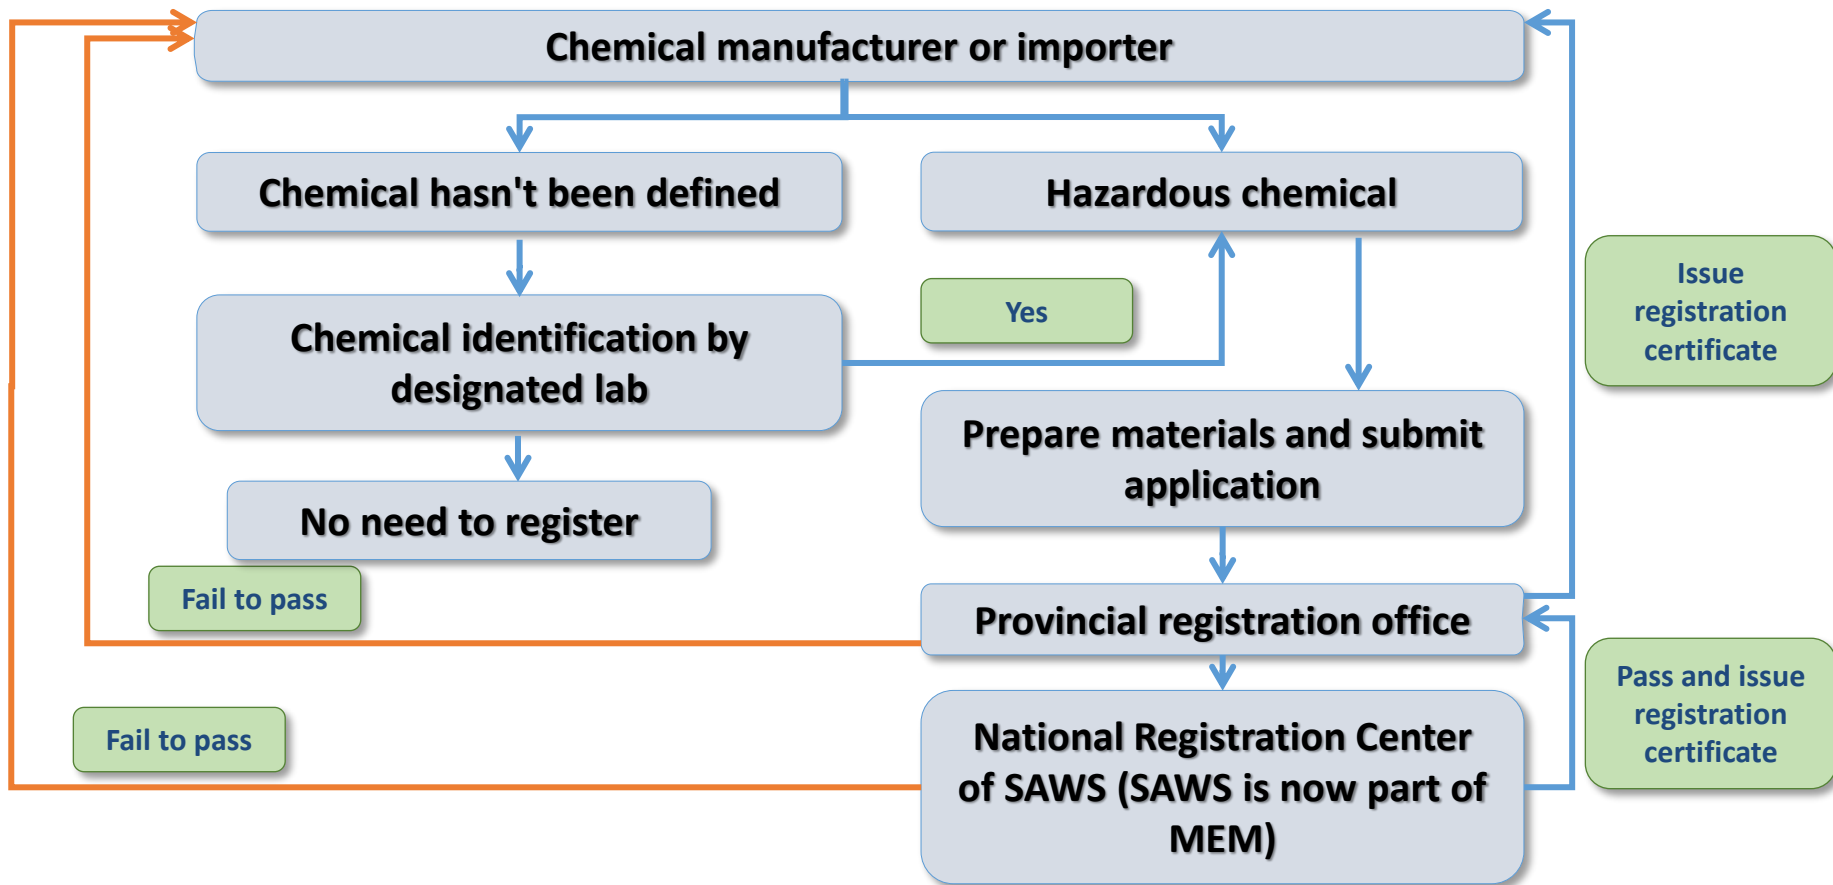 Chemical manufacturer or importer
Chemical hasn't been defined
Hazardous chemical
Chemical identification by
designated lab
Yes
Issue
registration
certificate
Prepare materials and submit
application
No need to register
Fail to pass
Provincial registration office
Pass and issue
registration
certificate
Fail to pass
National Registration Center
of SAWS (SAWS is now part of
MEM)